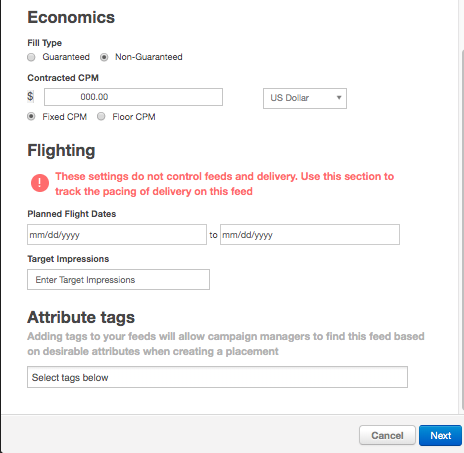 Economics
Fill Type
Guaranteed Non-Guaranteed
Contracted CPM
$ 000.00 US Dollar
Fixed CPM Floor CPM
Flighting
! These settings do not control feeds and delivery. Use this section to
track the pacing of delivery on this feed
Planned Flight Dates
mm/dd/yyyy to mm/dd/yyyy
Target Impressions
Enter Target Impressions
Attribute tags
Adding tags to your feeds will allow campaign managers to find this feed based
on desirable attributes when creating a placement
Select tags below
Cancel Next